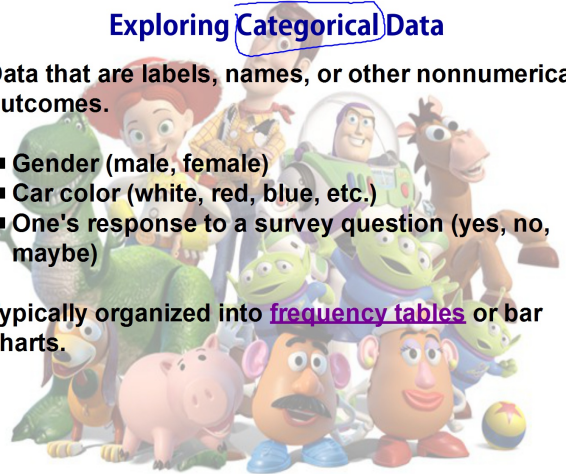 Exploring Categorical Data
ata that are labels, names, or other nonnumerica
utcomes.
Gender (male, female)
Car color (white, red, blue, etc.)
One's response to a survey question (yes, no,
maybe)
ypically organized into frequency tables or bar
harts.